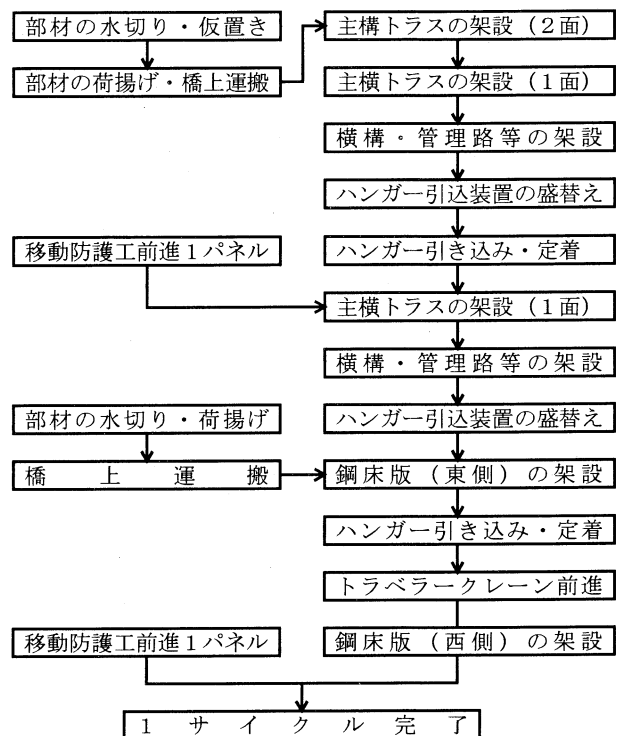 部材の水切り・仮置き
部材の荷揚げ・橋上運搬
主構トラスの架設（２面）
主横トラスの架設（１面）
横構・管理路等の架設
ハンガー引込装置の盛替え
ハンガー引き込み・定着
移動防護工前進１パネル
主横トラスの架設（１面）
横構・管理路等の架設
ハンガー引込装置の盛替え
部材の水切り・荷揚げ
橋上運搬
鋼床版（東側）の架設
ハンガー引き込み・定着
トラベラークレーン前進
鋼床版（西側）の架設
移動防護工前進１パネル
１サイクル完了